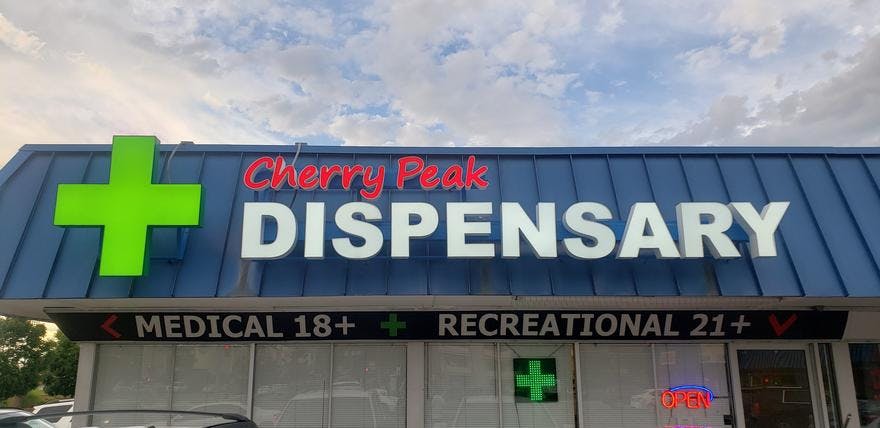 Cherry Peak
DISPENSARY
MEDICAL 18+ RECREATIONAL 21+
OPEN